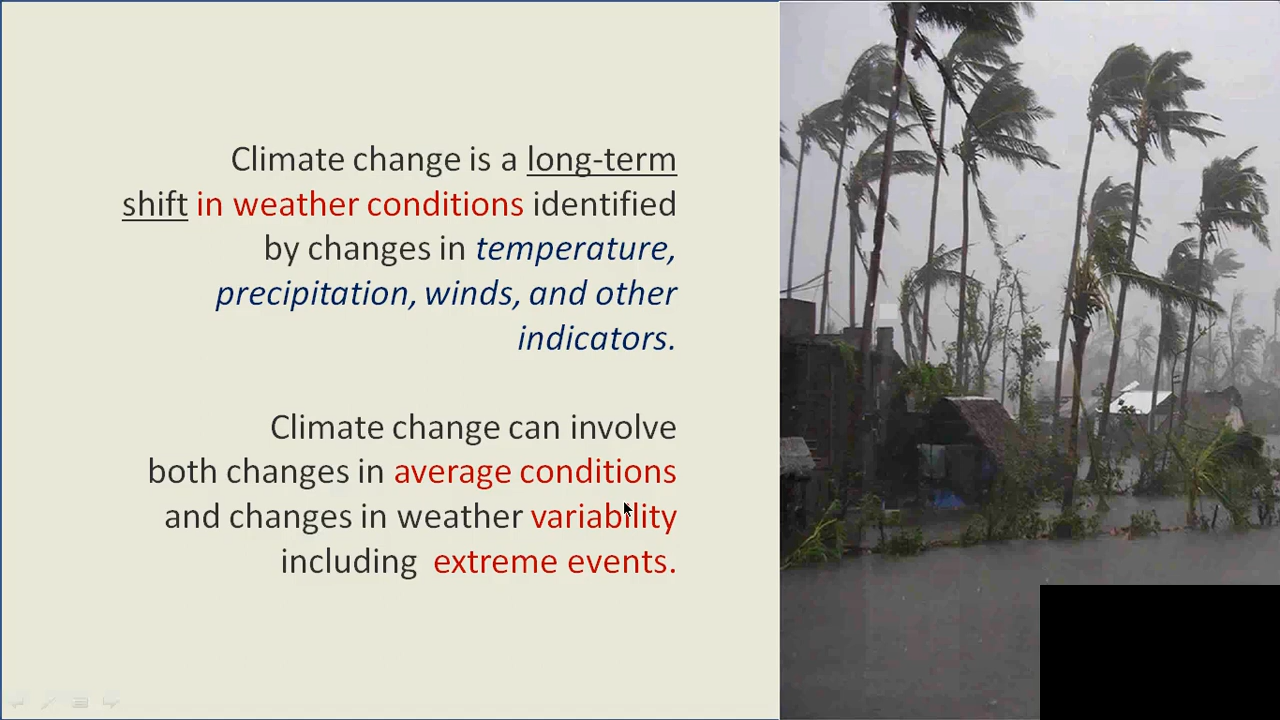 Climate change is a long-term
shift in weather conditions identified
by changes in temperature,
precipitation, winds, and other
indicators.
Climate change can involve
both changes in average conditions
and changes in weather variability
including extreme events.